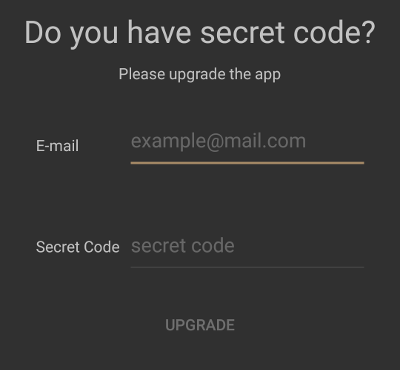 Do you have secret code?
Please upgrade the app
E-mail example@mail.com
Secret Code secret code
UPGRADE